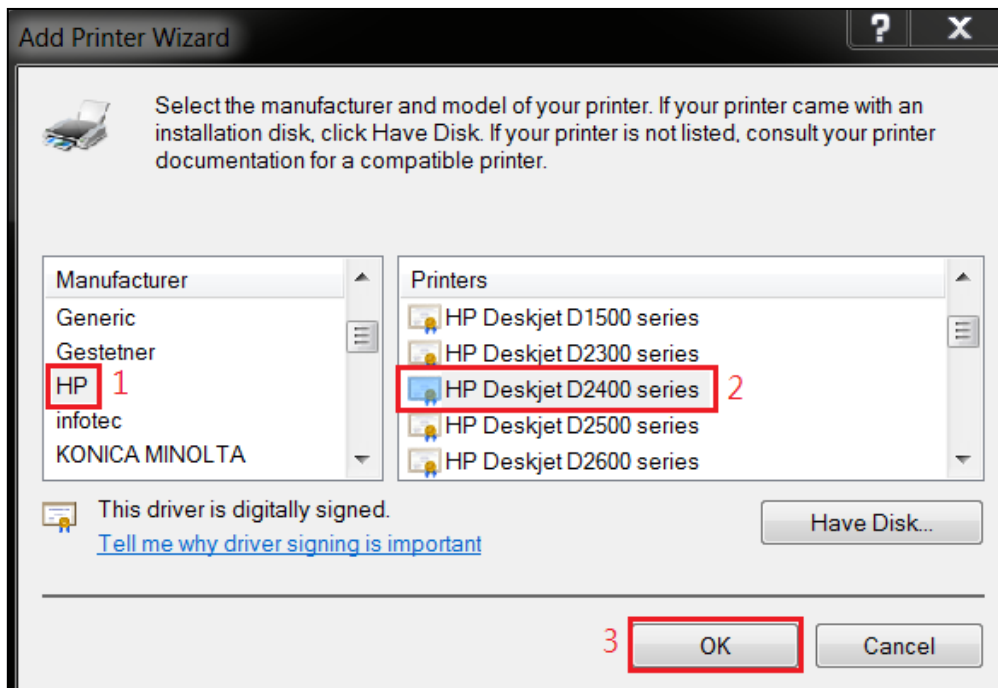 Add Printer Wizard
?
X
Select the manufacturer and model of your printer. If your printer came with an
installation disk, click Have Disk. If your printer is not listed, consult your printer
documentation for a compatible printer.
Manufacturer
Generic
Gestetner
HP 1
infotec
KONICA MINOLTA
Printers
HP Deskjet D1500 series
HP Deskjet D2300 series
HP Deskjet D2400 series 2
HP Deskjet D2500 series
HP Deskjet D2600 series
This driver is digitally signed.
Tell me why driver signing is important
Have Disk...
3 OK
Cancel